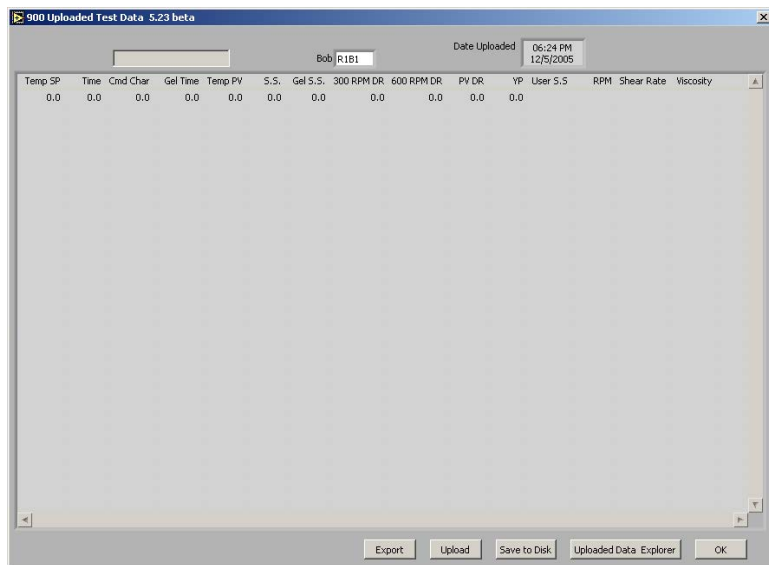 900 Uploaded Test Data 5.23 beta
Bob R1B1
Date Uploaded 06:24 PM
12/5/2005
Temp SP Time Cmd Char Gel Time Temp PV S.S. Gel S.S. 300 RPM DR 600 RPM DR PV DR YP User S.S RPM Shear Rate Viscosity
0.0 0.0 0.0 0.0 0.0 0.0 0.0 0.0 0.0 0.0 0.0
Export Upload Save to Disk Uploaded Data Explorer OK